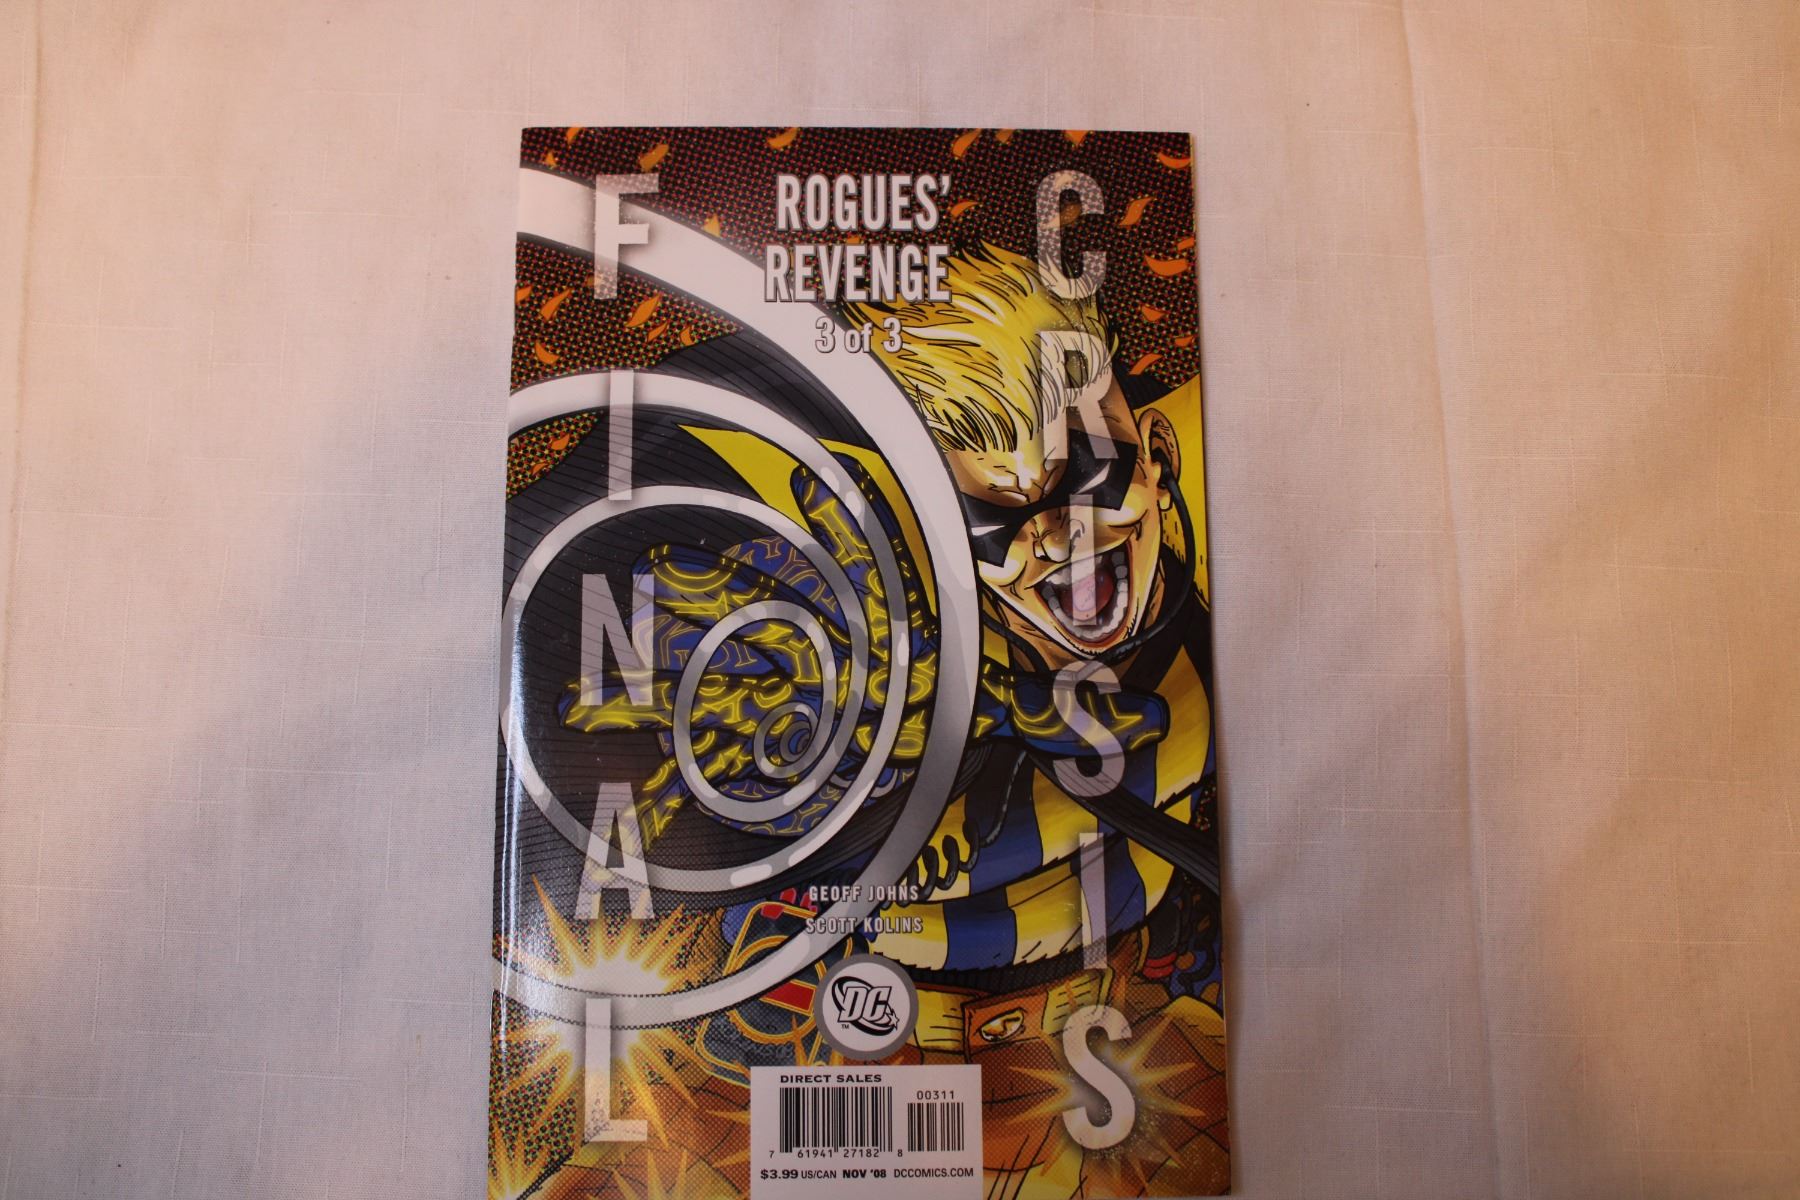 FINAL
ROGUES'
REVENGE
3 of 3
CRISIS
GEOFF JOHNS
SCOTT KOLINS
DC
TM
DIRECT SALES
00311
7 61941 27182 8
$3.99 US/CAN NOV '08 DCCOMICS.COM